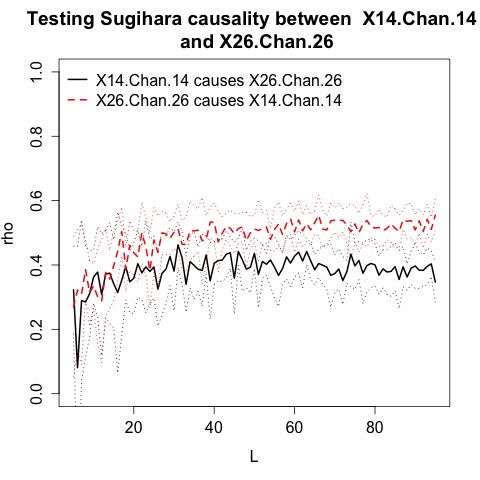 Testing Sugihara causality between X14.Chan.14
and X26.Chan.26
X14.Chan.14 causes X26.Chan.26
X26.Chan.26 causes X14.Chan.14
1.0
0.8
0.6
0.4
0.2
0.0
rho
20 40 60 80
L